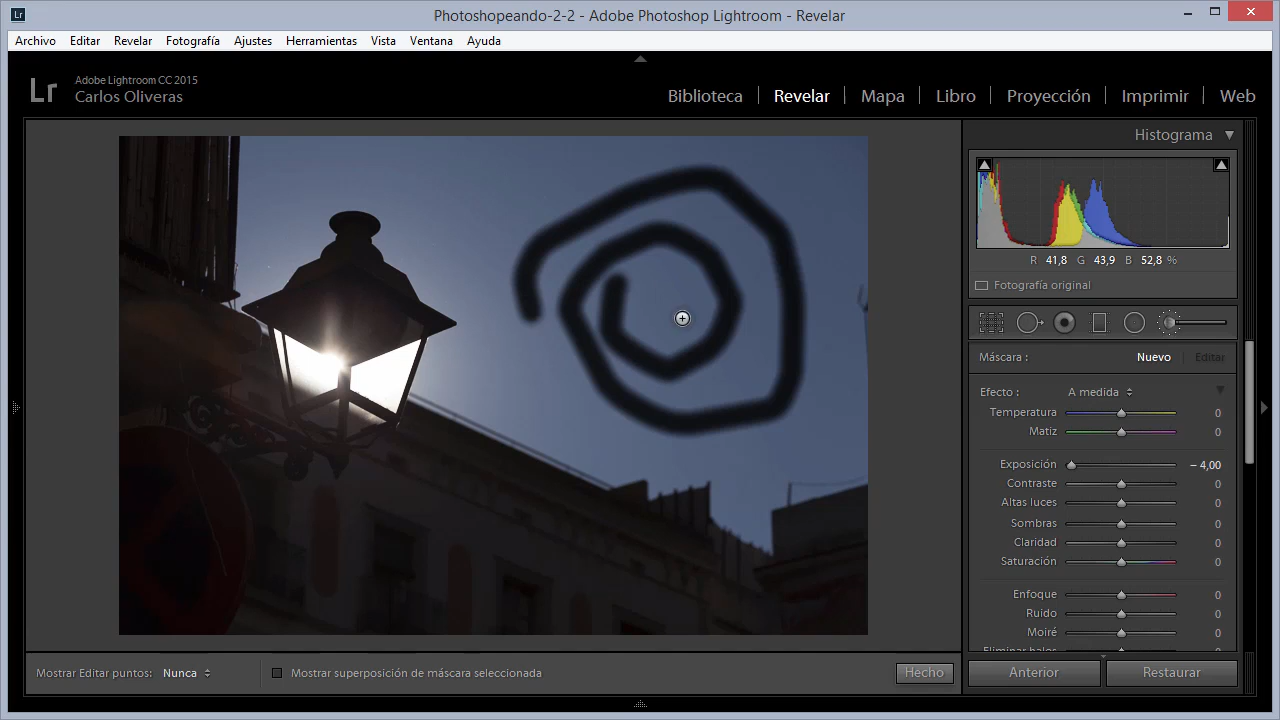 Lr
Photoshopeando-2-2 - Adobe Photoshop Lightroom - Revelar
Archivo Editar Revelar Fotografía Ajustes Herramientas Vista Ventana Ayuda
Lr
Adobe Lightroom CC 2015
Carlos Oliveras
Biblioteca Revelar Mapa Libro Proyección Imprimir Web
Histograma
R 41,8 G 43,9 B 52,8 %
Fotografía original
Máscara : Nuevo Editar
Efecto : A medida
Temperatura 0
Matiz 0
Exposición – 4,00
Contraste 0
Altas luces 0
Sombras 0
Claridad 0
Saturación 0
Enfoque 0
Ruido 0
Moiré 0
Eliminar halos
Mostrar Editar puntos: Nunca
Mostrar superposición de máscara seleccionada
Hecho
Anterior Restaurar